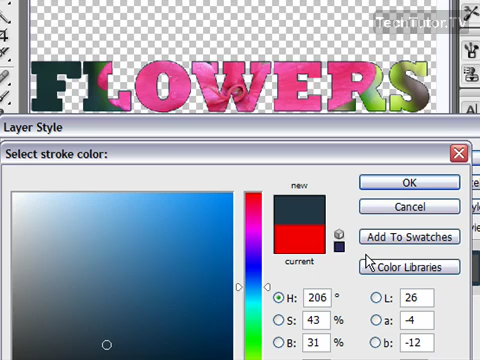 TechTutor.TV
FLOWERS
Layer Style
Select stroke color:
new
current
OK
Cancel
Add To Swatches
Color Libraries
H: 206 °
L: 26
S: 43 %
a: -4
B: 31 %
b: -12